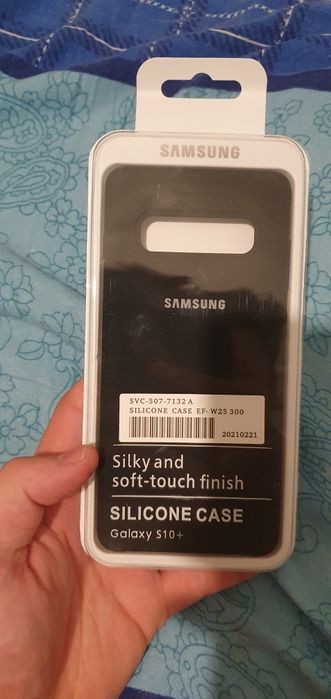 SAMSUNG
SAMSUNG
SVC-507-7132 A
SILICONE CASE EF- W25 300
20210221
Silky and
soft-touch finish
SILICONE CASE
Galaxy S10+